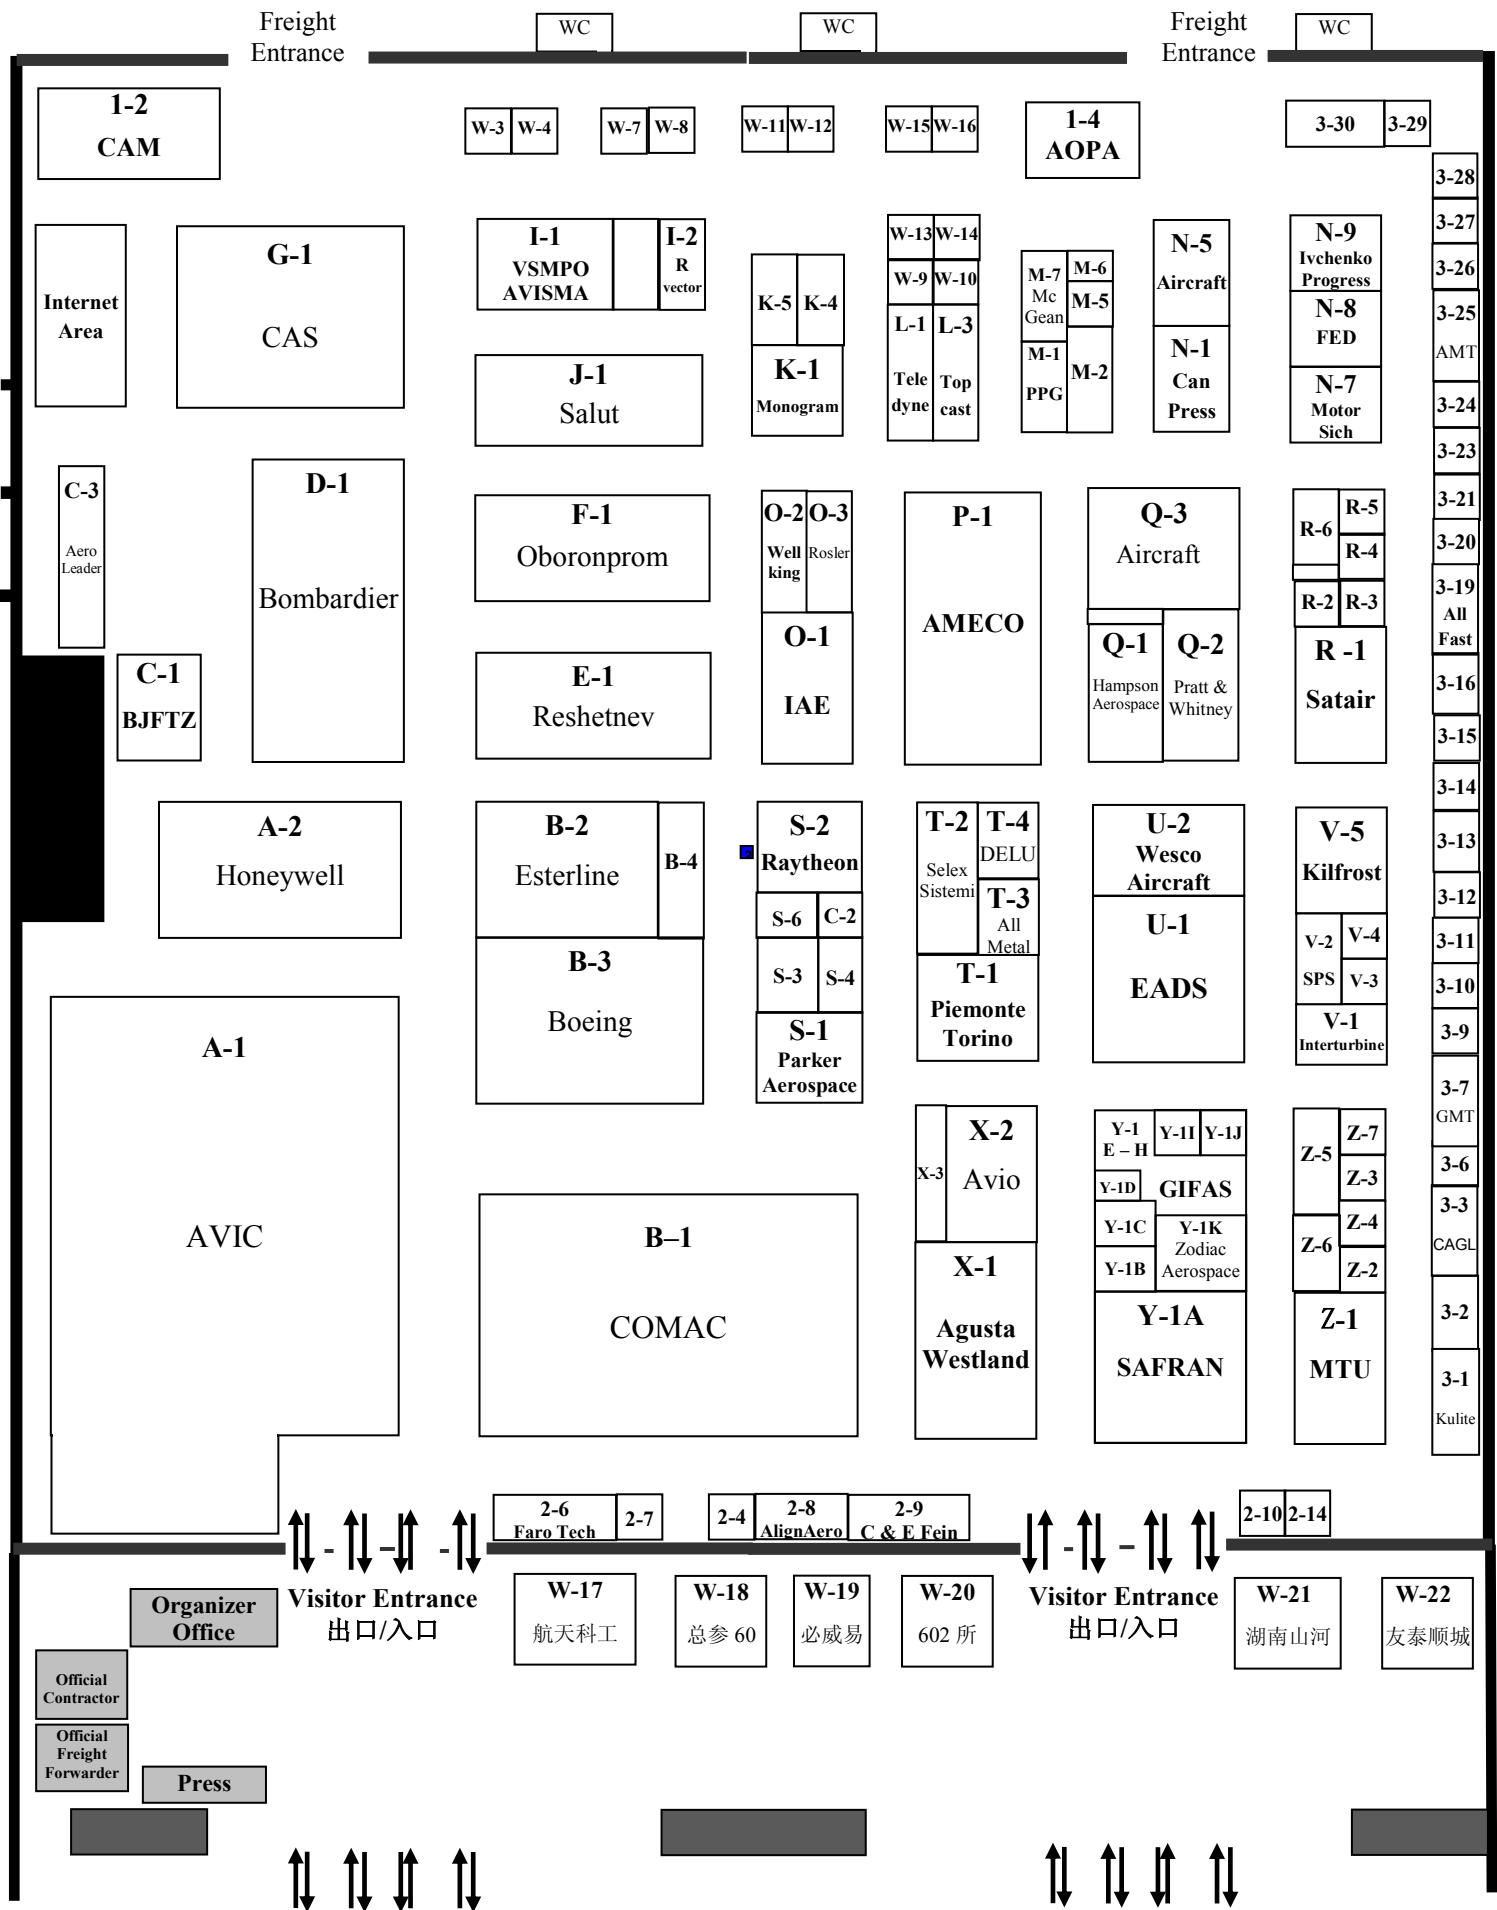 Freight
Entrance
WC
WC
Freight
Entrance
WC
1-2
CAM
W-3
W-4
W-7
W-8
W-11
W-12
W-15
W-16
1-4
AOPA
3-30
3-29
3-28
3-27
3-26
3-25
AMT
3-24
3-23
3-21
3-20
3-19
All
Fast
3-16
3-15
3-14
3-13
3-12
3-11
3-10
3-9
3-7
GMT
3-6
3-3
CAGL
3-2
3-1
Kulite
Internet
Area
G-1
CAS
I-1
VSMPO
AVISMA
I-2
R
vector
K-5
K-4
K-1
Monogram
W-13
W-14
W-9
W-10
L-1
Tele
dyne
L-3
Top
cast
M-7
Mc
Gean
M-6
M-5
M-1
PPG
M-2
N-5
Aircraft
N-1
Can
Press
N-9
Ivchenko
Progress
N-8
FED
N-7
Motor
Sich
J-1
Salut
C-3
Aero
Leader
D-1
Bombardier
F-1
Oboronprom
O-2
Well
king
O-3
Rosler
O-1
IAE
P-1
AMECO
Q-3
Aircraft
Q-1
Hampson
Aerospace
Q-2
Pratt &
Whitney
R-6
R-5
R-4
R-2
R-3
R -1
Satair
C-1
BJFTZ
E-1
Reshetnev
A-2
Honeywell
B-2
Esterline
B-4
S-2
Raytheon
S-6
C-2
S-3
S-4
S-1
Parker
Aerospace
T-2
Selex
Sistemi
T-4
DELU
T-3
All
Metal
T-1
Piemonte
Torino
U-2
Wesco
Aircraft
U-1
EADS
V-5
Kilfrost
V-2
SPS
V-4
V-3
V-1
Interturbine
B-3
Boeing
A-1
AVIC
B–1
COMAC
X-3
X-2
Avio
X-1
Agusta
Westland
Y-1
E – H
Y-1I
Y-1J
Y-1D
GIFAS
Y-1C
Y-1B
Y-1K
Zodiac
Aerospace
Y-1A
SAFRAN
Z-5
Z-7
Z-3
Z-4
Z-6
Z-2
Z-1
MTU
2-6
Faro Tech
2-7
2-4
2-8
AlignAero
2-9
C & E Fein
2-10
2-14
Visitor Entrance
出口/入口
Visitor Entrance
出口/入口
W-17
航天科工
W-18
总参 60
W-19
必威易
W-20
602 所
W-21
湖南山河
W-22
友泰顺城
Organizer
Office
Official
Contractor
Official
Freight
Forwarder
Press